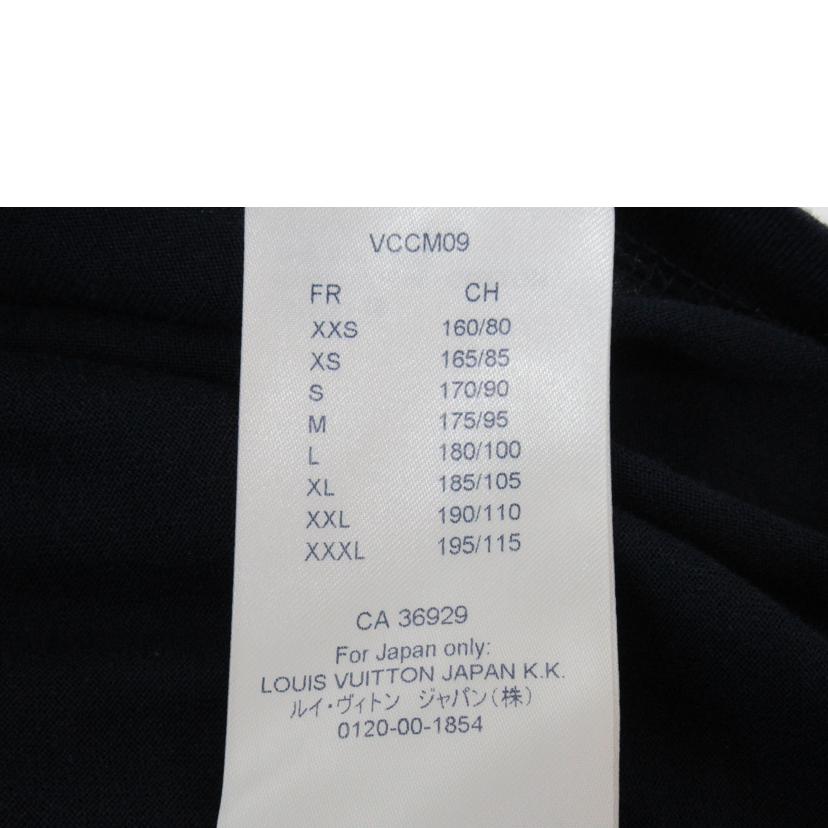 VCCM09
FR CH
XXS 160/80
XS 165/85
S 170/90
M 175/95
L 180/100
XL 185/105
XXL 190/110
XXXL 195/115
CA 36929
For Japan only:
LOUIS VUITTON JAPAN K.K.
ルイ・ヴィトン ジャパン(株)
0120-00-1854